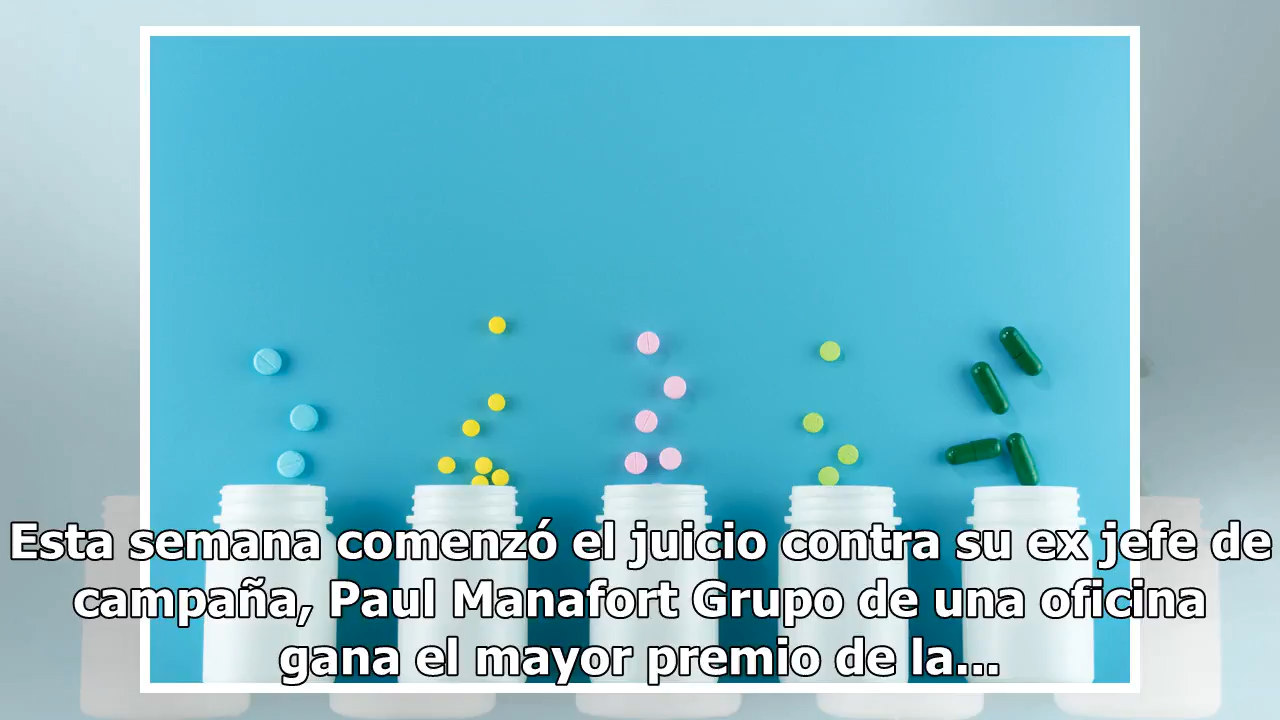 Esta semana comenzó el juicio contra su ex jefe de
campaña, Paul Manafort Grupo de una oficina
gana el mayor premio de la...